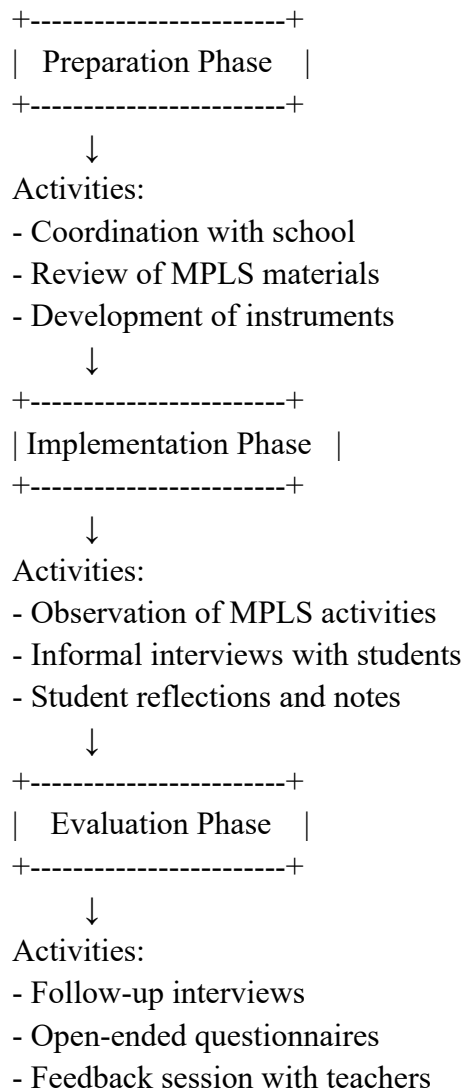 +------------------------+
|   Preparation Phase    |
+------------------------+
↓
Activities:
- Coordination with school
- Review of MPLS materials
- Development of instruments
↓
+------------------------+
| Implementation Phase   |
+------------------------+
↓
Activities:
- Observation of MPLS activities
- Informal interviews with students
- Student reflections and notes
↓
+------------------------+
|    Evaluation Phase    |
+------------------------+
↓
Activities:
- Follow-up interviews
- Open-ended questionnaires
- Feedback session with teachers